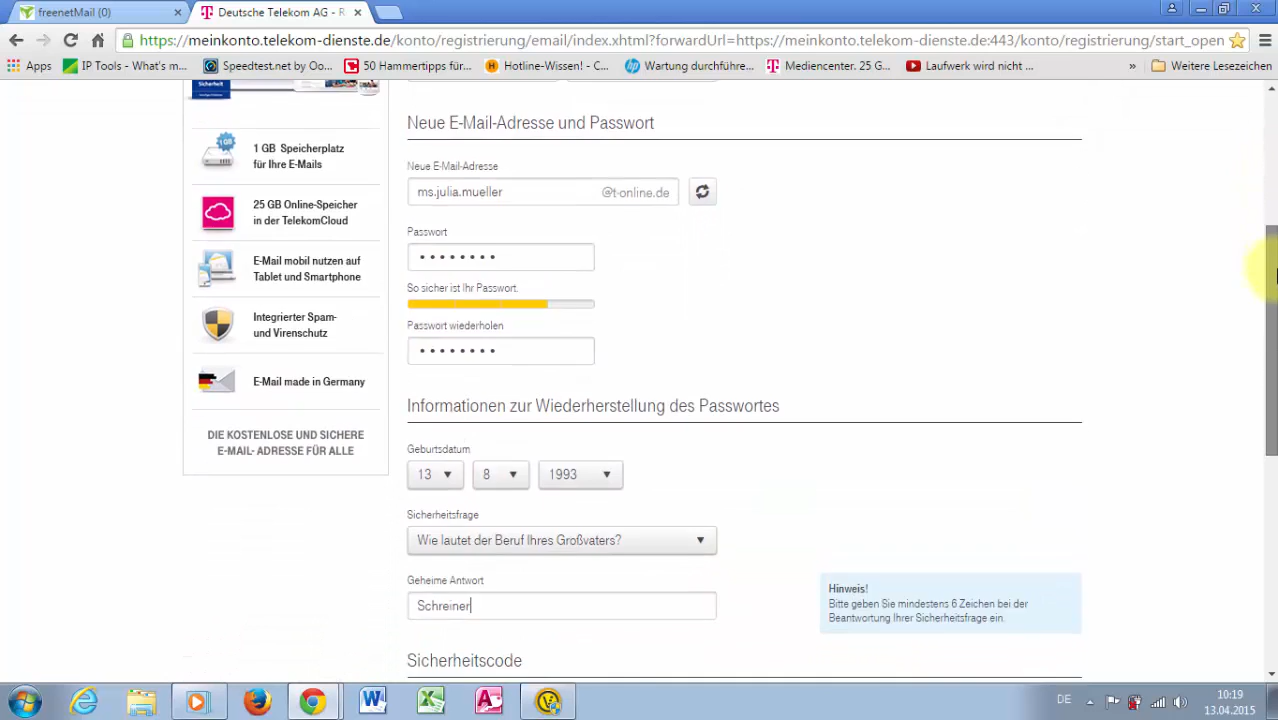 freenetMail (0)
Deutsche Telekom AG - R
https://meinkonto.telekom-dienste.de/konto/registrierung/email/index.xhtml?forwardUrl=https://meinkonto.telekom-dienste.de:443/konto/registrierung/start_open
Apps
IP Tools - What's m...
Speedtest.net by Oo...
50 Hammertipps für...
Hotline-Wissen! - C...
Wartung durchführe...
Mediencenter. 25 G...
Laufwerk wird nicht ...
»
Weitere Lesezeichen
Sicherheit
1 GB Speicherplatz
für Ihre E-Mails
25 GB Online-Speicher
in der TelekomCloud
E-Mail mobil nutzen auf
Tablet und Smartphone
Integrierter Spam-
und Virenschutz
E-Mail made in Germany
DIE KOSTENLOSE UND SICHERE
E-MAIL- ADRESSE FÜR ALLE
Neue E-Mail-Adresse und Passwort
Neue E-Mail-Adresse
ms.julia.mueller @t-online.de
Passwort
••••••••
So sicher ist Ihr Passwort.
Passwort wiederholen
••••••••
Informationen zur Wiederherstellung des Passwortes
Geburtsdatum
13 8 1993
Sicherheitsfrage
Wie lautet der Beruf Ihres Großvaters?
Geheime Antwort
Schreiner
Hinweis!
Bitte geben Sie mindestens 6 Zeichen bei der
Beantwortung Ihrer Sicherheitsfrage ein.
Sicherheitscode
DE
10:19
13.04.2015